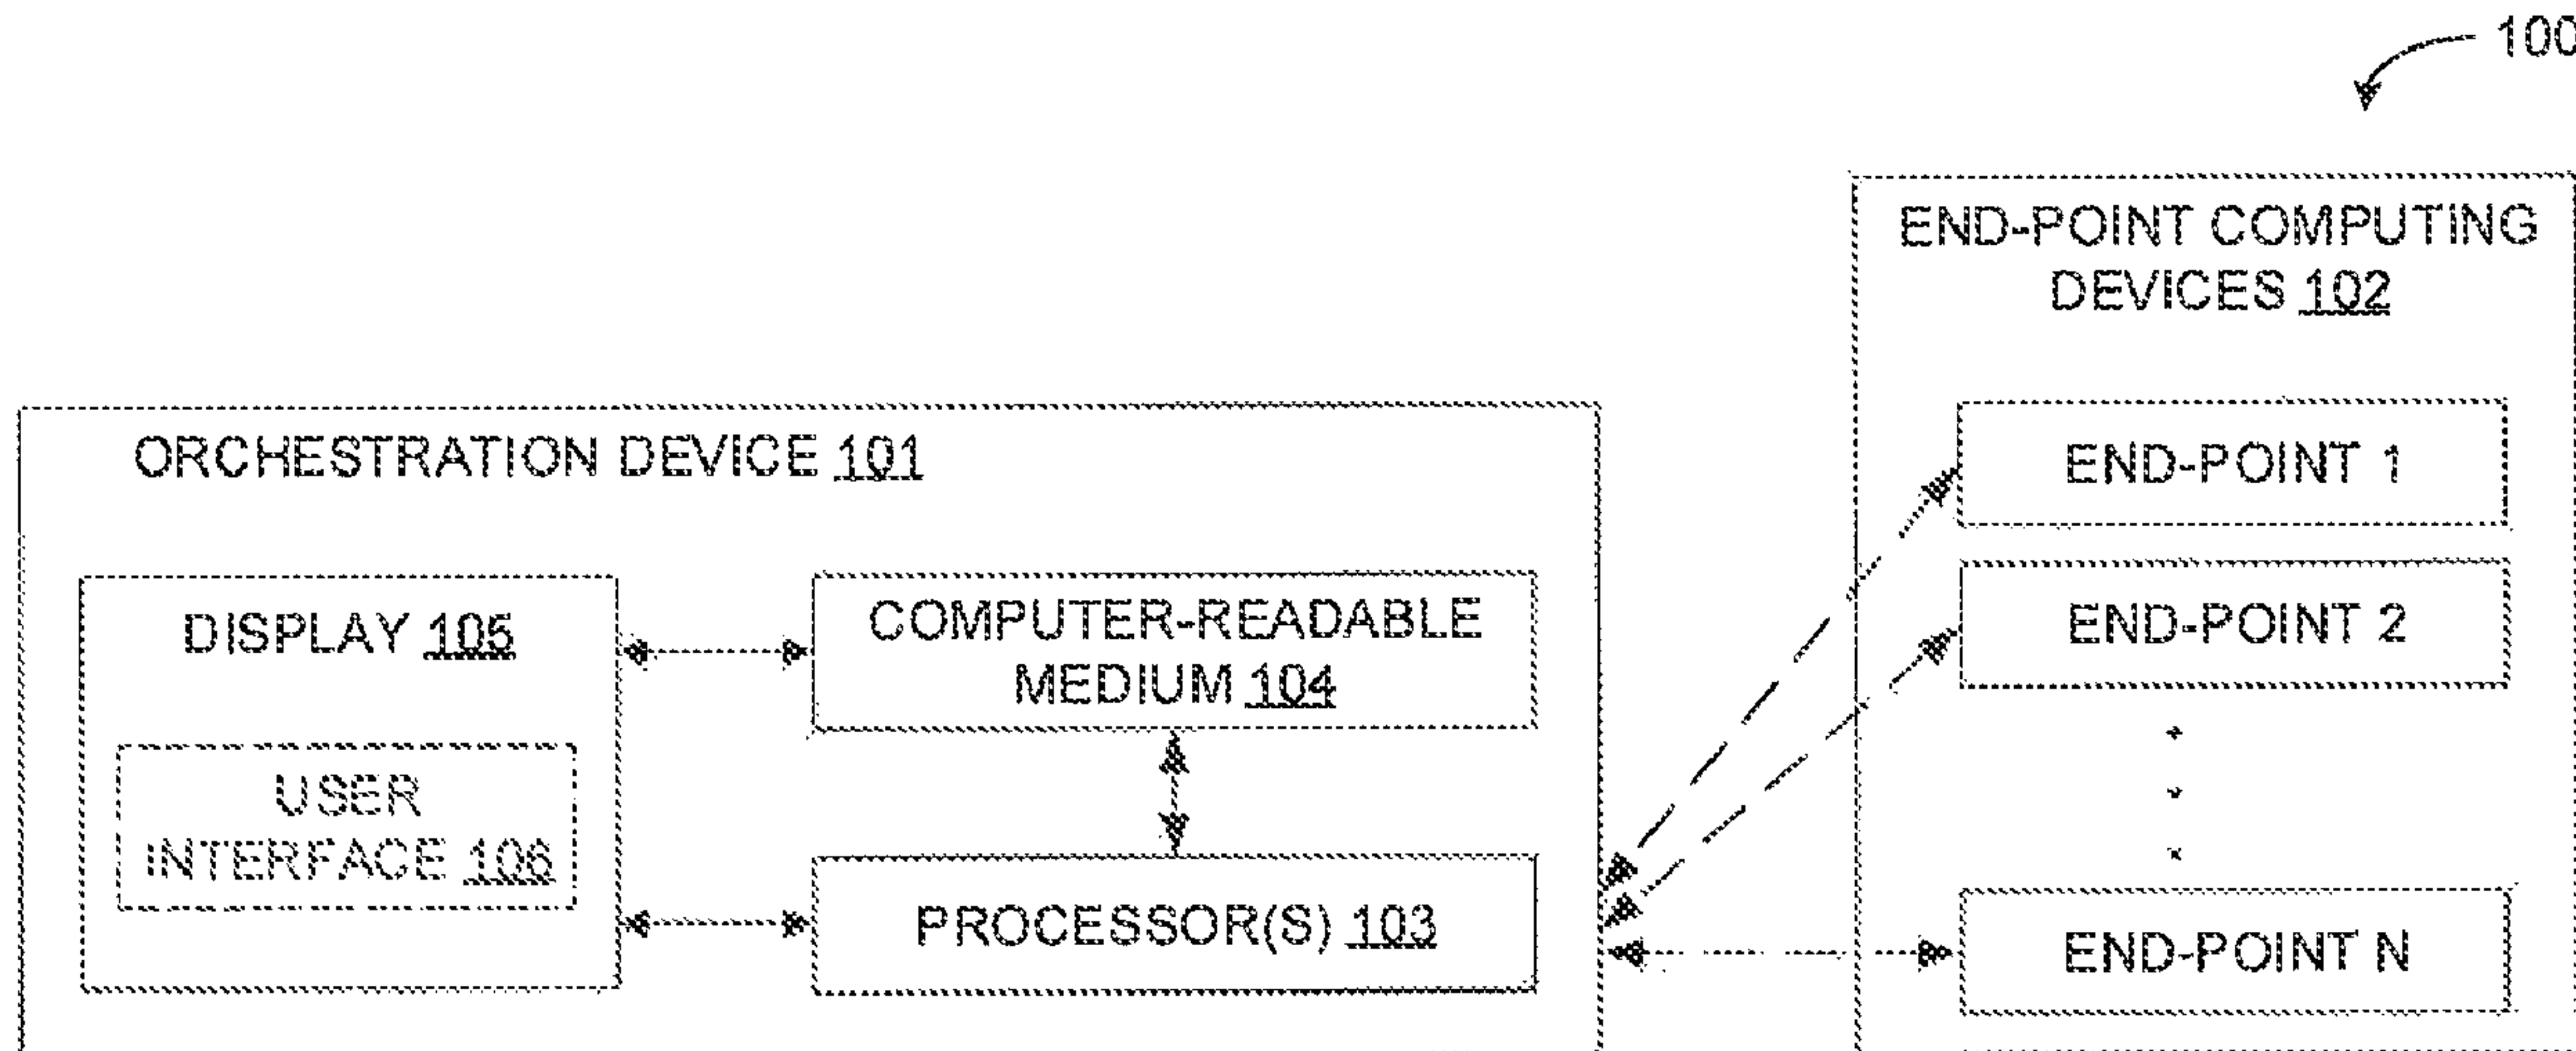 100
END-POINT COMPUTING
DEVICES 102
ORCHESTRATION DEVICE 101
END-POINT 1
DISPLAY 105
COMPUTER-READABLE
MEDIUM 104
END-POINT 2
USER
INTERFACE 106
PROCESSOR(S) 103
END-POINT N